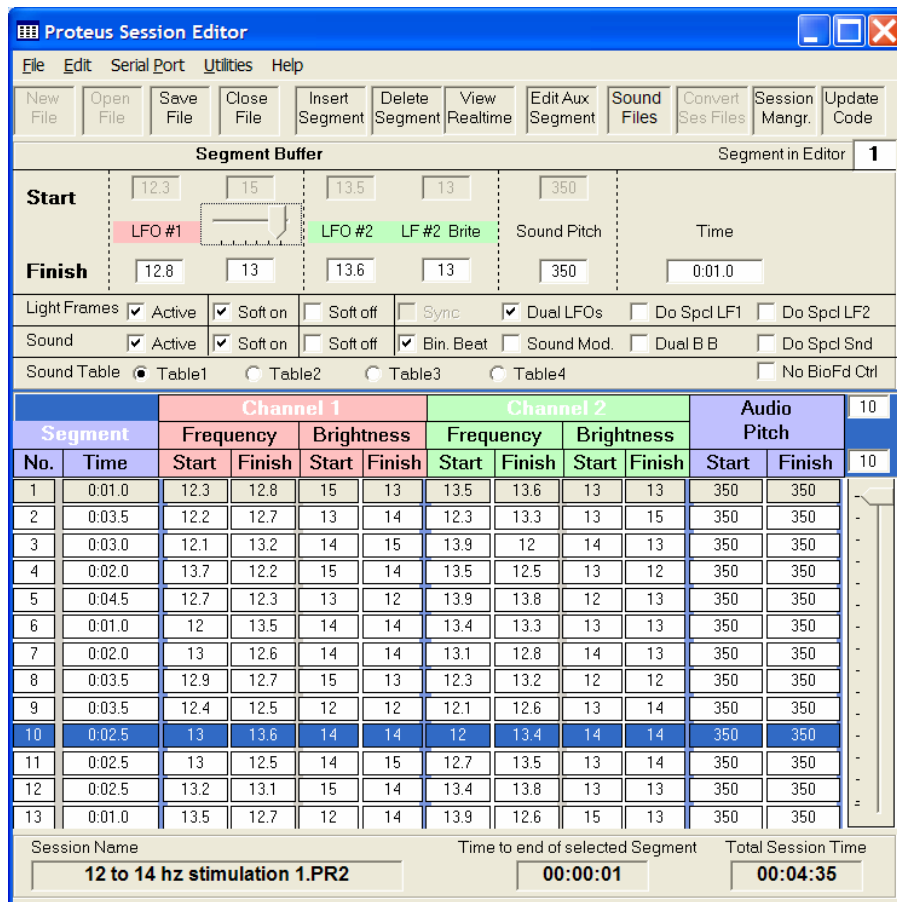 Proteus Session Editor
File Edit Serial Port Utilities Help
New File Open File Save File Close File Insert Segment Delete Segment View Realtime Edit Aux Segment Sound Files Convert Ses Files Session Mangr. Update Code
Segment Buffer Segment in Editor 1
Start 12.3 15 13.5 13 350
LFO #1 LFO #2 LF #2 Brite Sound Pitch Time
Finish 12.8 13 13.6 13 350 0:01.0
Light Frames Active Soft on Soft off Sync Dual LFOs Do Spcl LF1 Do Spcl LF2
Sound Active Soft on Soft off Bin. Beat Sound Mod. Dual B B Do Spcl Snd
Sound Table Table1 Table2 Table3 Table4 No BioFd Ctrl
Channel 1 Channel 2 Audio Pitch 10
Segment Frequency Brightness Frequency Brightness
No. Time Start Finish Start Finish Start Finish Start Finish Start Finish 10
1 0:01.0 12.3 12.8 15 13 13.5 13.6 13 13 350 350
2 0:03.5 12.2 12.7 13 14 12.3 13.3 13 15 350 350
3 0:03.0 12.1 13.2 14 15 13.9 12 14 13 350 350
4 0:02.0 13.7 12.2 15 14 13.5 12.5 13 12 350 350
5 0:04.5 12.7 12.3 13 12 13.9 13.8 12 13 350 350
6 0:01.0 12 13.5 14 14 13.4 13.3 13 13 350 350
7 0:02.0 13 12.6 14 14 13.1 12.8 14 13 350 350
8 0:03.5 12.9 12.7 15 13 12.3 13.2 12 12 350 350
9 0:03.5 12.4 12.5 12 12 12.1 12.6 13 14 350 350
10 0:02.5 13 13.6 14 14 12 13.4 14 14 350 350
11 0:02.5 13 12.5 14 15 12.7 13.5 13 14 350 350
12 0:02.5 13.2 13.1 15 14 13.4 13.8 13 13 350 350
13 0:01.0 13.5 12.7 12 14 13.9 12.6 15 13 350 350
Session Name Time to end of selected Segment Total Session Time
12 to 14 hz stimulation 1.PR2 00:00:01 00:04:35